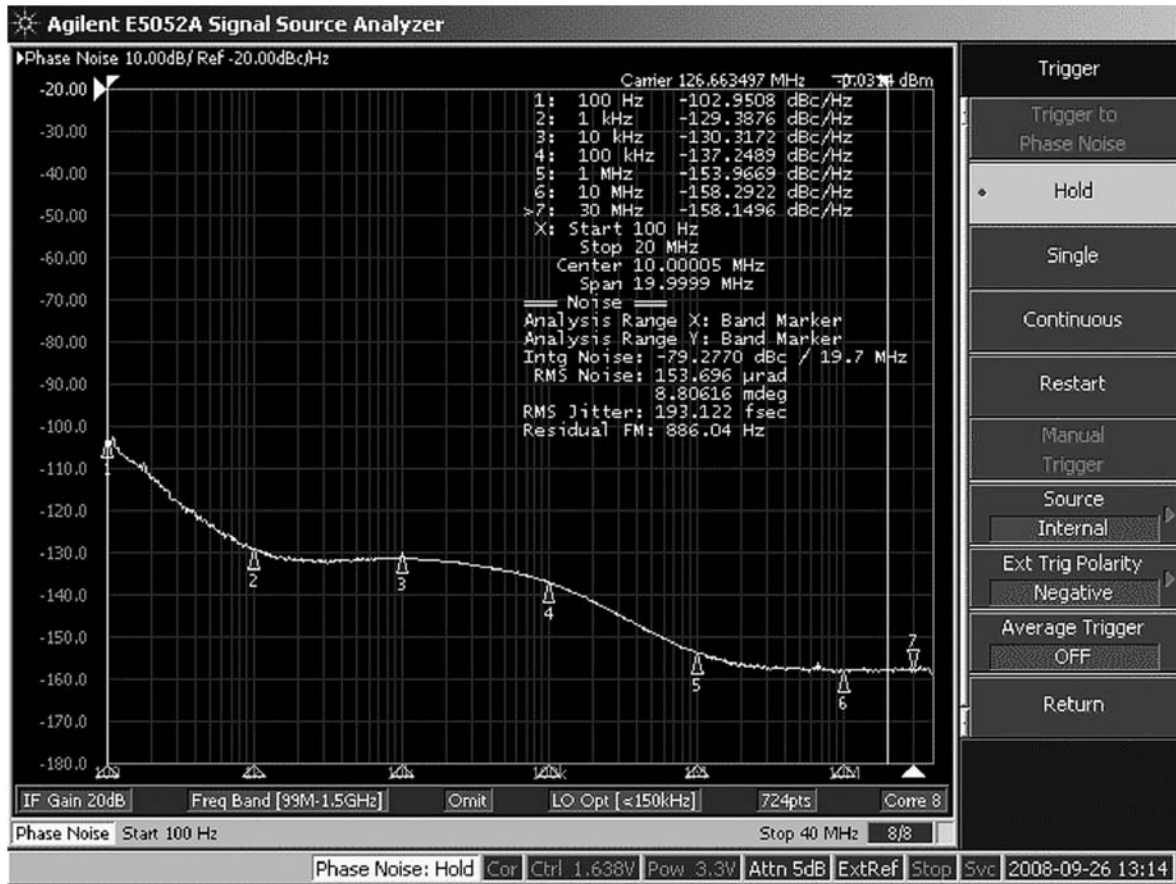 Agilent E5052A Signal Source Analyzer
Phase Noise 10.00dB/ Ref -20.00dBc/Hz
Carrier 126.663497 MHz
dBm
1: 100 Hz -102.9508 dBc/Hz
2: 1 kHz -129.3876 dBc/Hz
3: 10 kHz -130.3172 dBc/Hz
4: 100 kHz -137.2489 dBc/Hz
5: 1 MHz -153.9669 dBc/Hz
6: 10 MHz -158.2922 dBc/Hz
>7: 30 MHz -158.1496 dBc/Hz
X: Start 100 Hz
Stop 20 MHz
Center 10.00005 MHz
Span 19.9999 MHz
=== Noise ===
Analysis Range X: Band Marker
Analysis Range Y: Band Marker
Intg Noise: -79.2770 dBc / 19.7 MHz
RMS Noise: 153.696 µrad
8.80616 mdeg
RMS Jitter: 193.122 fsec
Residual FM: 886.04 Hz
-20.00
-30.00
-40.00
-50.00
-60.00
-70.00
-80.00
-90.00
-100.0
-110.0
-120.0
-130.0
-140.0
-150.0
-160.0
-170.0
-180.0
1
2
3
4
5
6
7
IF Gain 20dB Freq Band [99M-1.5GHz] Omit LO Opt [<150kHz] 724pts Corre 8
Phase Noise Start 100 Hz Stop 40 MHz 8/8
Phase Noise: Hold Cor Ctrl 1.638V Pow 3.3V Attn 5dB ExtRef Stop Svc 2008-09-26 13:14
Trigger
Trigger to
Phase Noise
Hold
Single
Continuous
Restart
Manual
Trigger
Source
Internal
Ext Trig Polarity
Negative
Average Trigger
OFF
Return